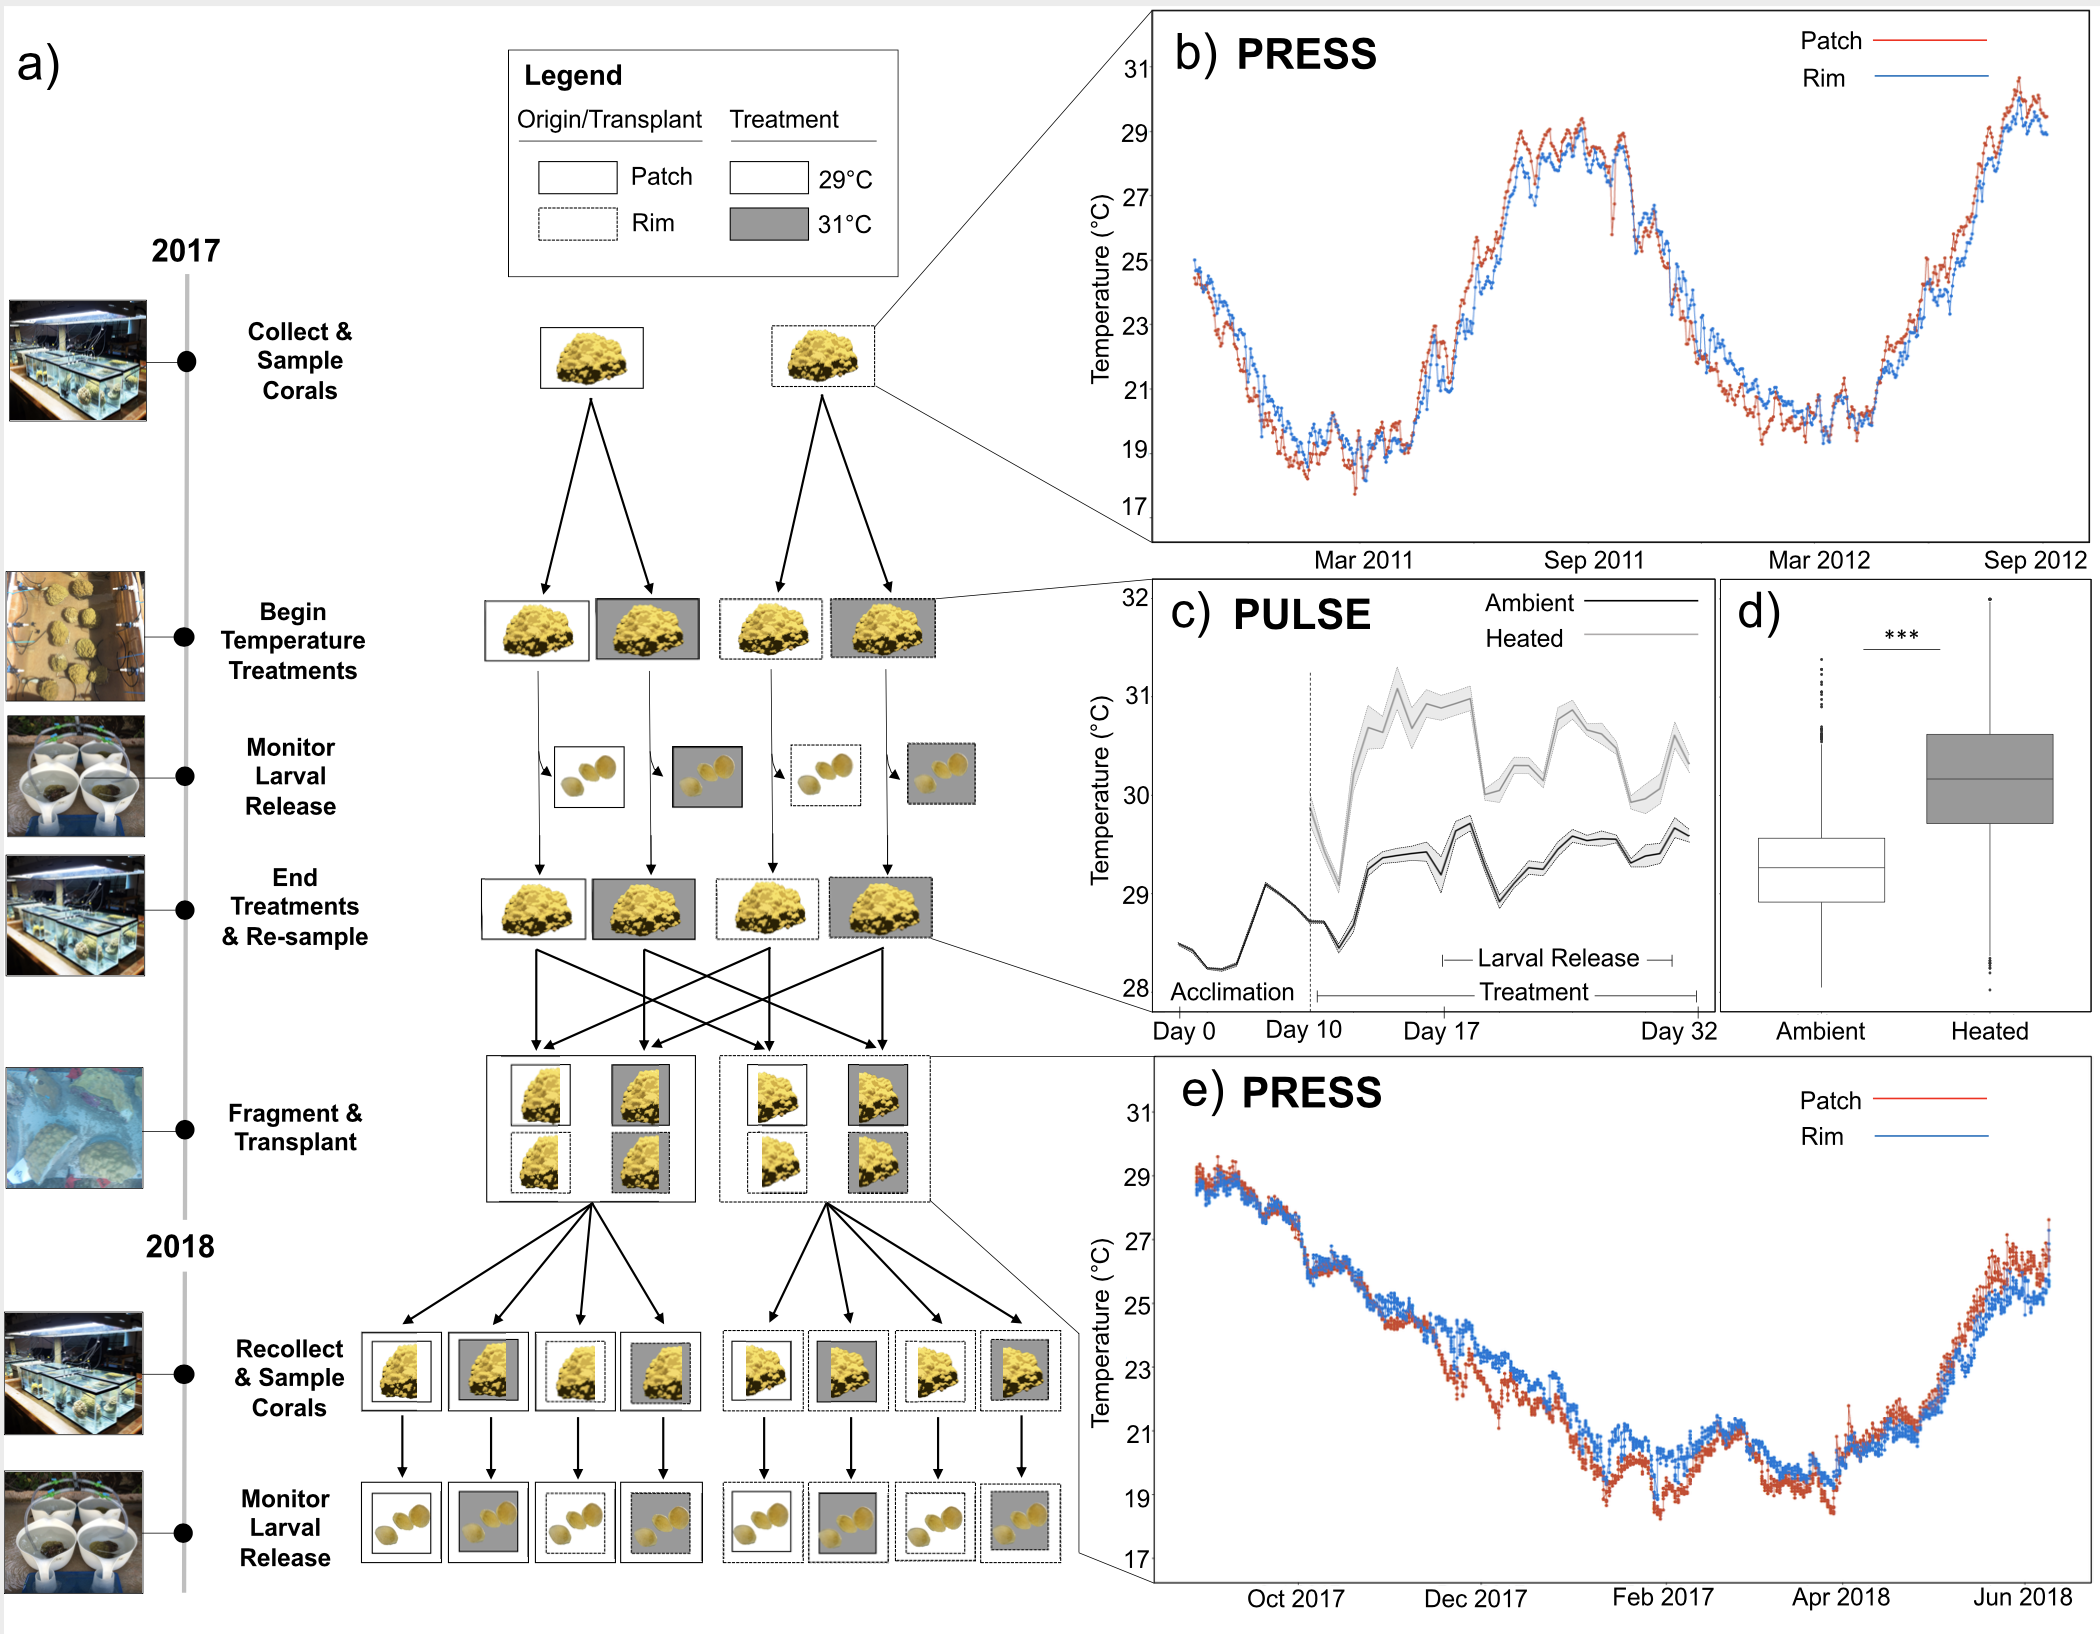 a)
Legend
Origin/Transplant
Treatment
Patch
29°C
Rim
31°C
2017
Collect &
Sample
Corals
Begin
Temperature
Treatments
Monitor
Larval
Release
End
Treatments
& Re-sample
Fragment &
Transplant
2018
Recollect
& Sample
Corals
Monitor
Larval
Release
b) PRESS
Patch
Rim
Temperature (°C)
31
29
27
25
23
21
19
17
Mar 2011
Sep 2011
Mar 2012
Sep 2012
c) PULSE
Ambient
Heated
Temperature (°C)
32
31
30
29
28
Larval Release
Acclimation
Treatment
Day 0
Day 10
Day 17
Day 32
d)
***
Ambient
Heated
e) PRESS
Patch
Rim
Temperature (°C)
31
29
27
25
23
21
19
17
Oct 2017
Dec 2017
Feb 2017
Apr 2018
Jun 2018